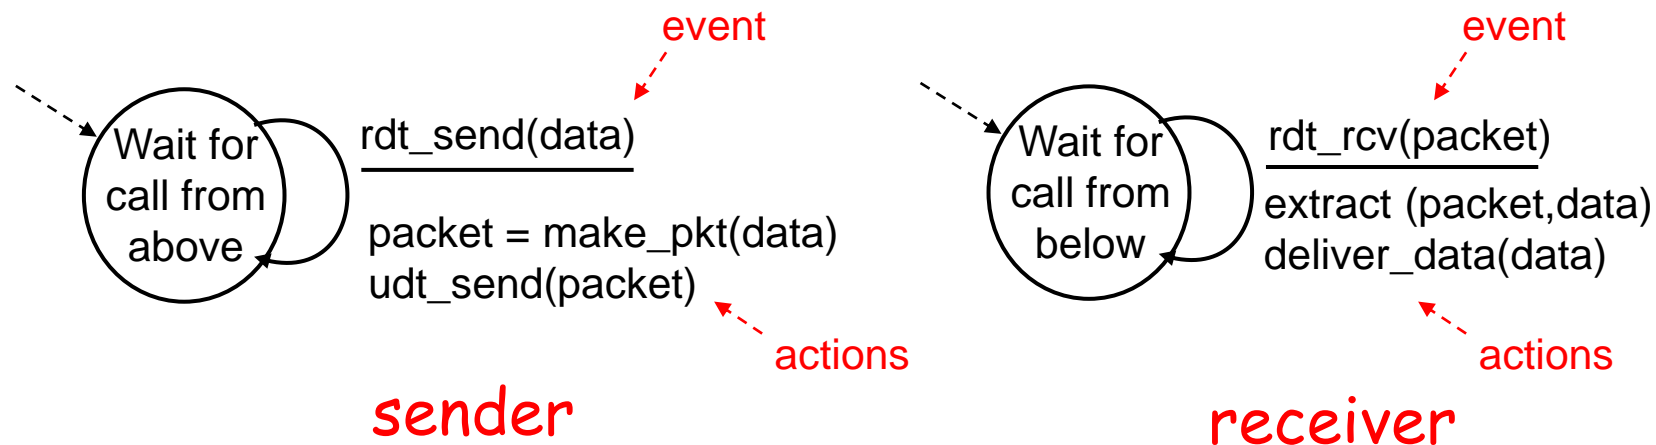 event
Wait for
call from
above
rdt_send(data)
packet = make_pkt(data)
udt_send(packet)
actions
sender
event
Wait for
call from
below
rdt_rcv(packet)
extract (packet,data)
deliver_data(data)
actions
receiver